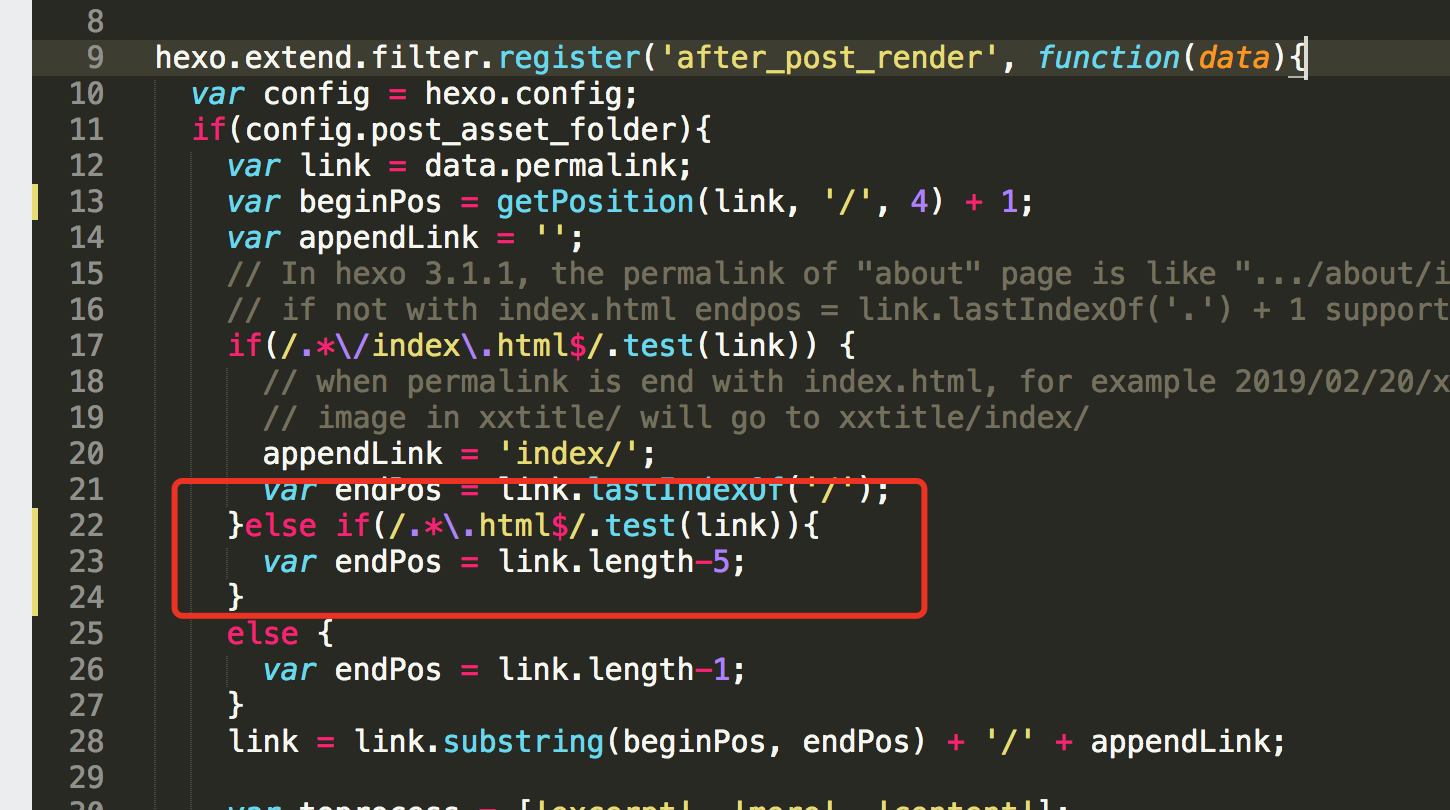 8
9 hexo.extend.filter.register('after_post_render', function(data){
10 var config = hexo.config;
11 if(config.post_asset_folder){
12 var link = data.permalink;
13 var beginPos = getPosition(link, '/', 4) + 1;
14 var appendLink = '';
15 // In hexo 3.1.1, the permalink of "about" page is like ".../about/i
16 // if not with index.html endpos = link.lastIndexOf('.') + 1 support
17 if(/.*\/index\.html$/.test(link)) {
18 // when permalink is end with index.html, for example 2019/02/20/x
19 // image in xxtitle/ will go to xxtitle/index/
20 appendLink = 'index/';
21 var endPos = link.lastIndexOf('/');
22 }else if(/.*\.html$/.test(link)){
23 var endPos = link.length-5;
24 }
25 else {
26 var endPos = link.length-1;
27 }
28 link = link.substring(beginPos, endPos) + '/' + appendLink;
29
30 var toprocess = ['excerpt', 'more', 'content'];